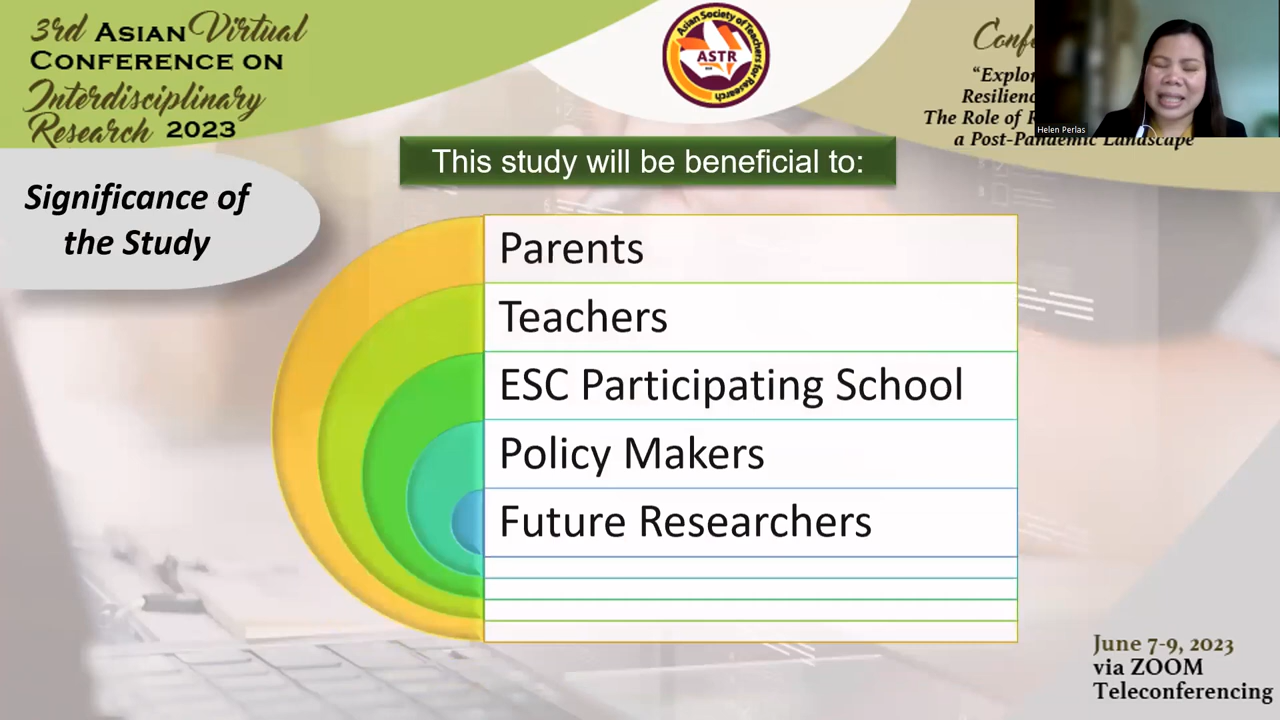 3rd ASIAN Virtual
CONFERENCE ON
Interdisciplinary
Research 2023
Asian Society of Teachers for Research
ASTR
Helen Perlas
The Role of
a Post-Pandemic Landscape
Significance of
the Study
This study will be beneficial to:
Parents
Teachers
ESC Participating School
Policy Makers
Future Researchers
June 7-9, 2023
via ZOOM
Teleconferencing